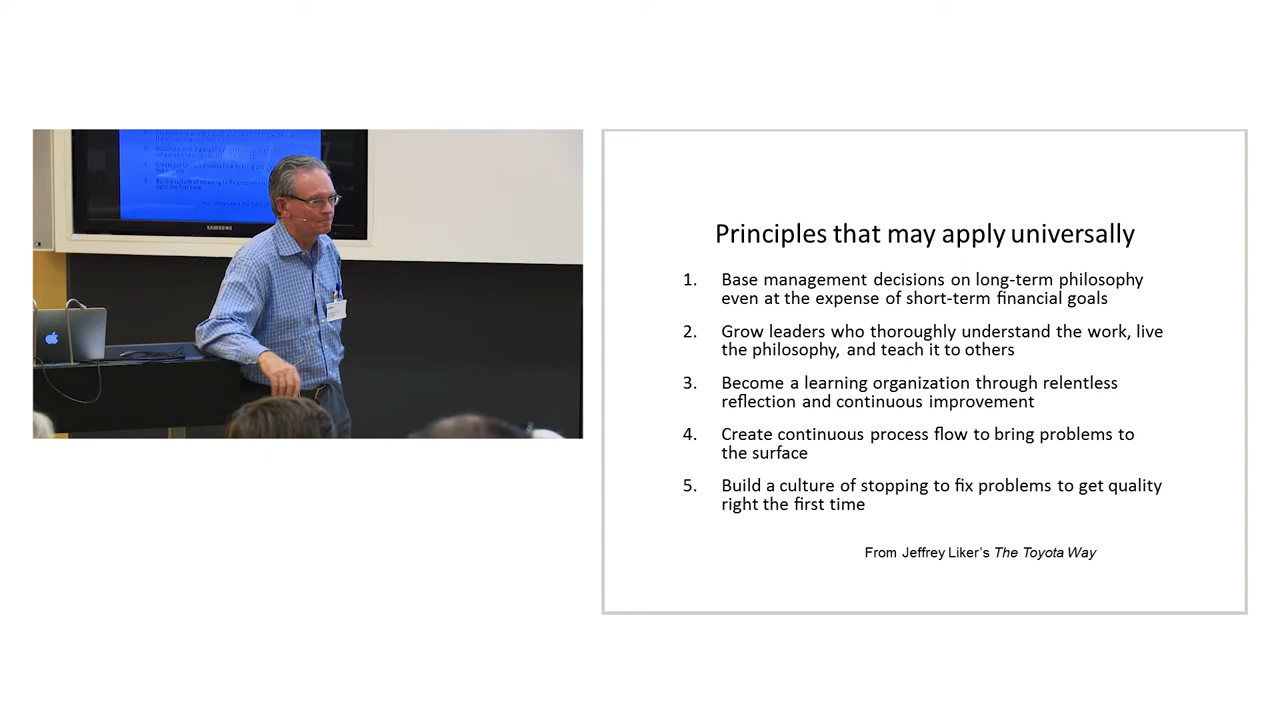 SAMSUNG
Principles that may apply universally
1. Base management decisions on long-term philosophy
even at the expense of short-term financial goals
2. Grow leaders who thoroughly understand the work, live
the philosophy, and teach it to others
3. Become a learning organization through relentless
reflection and continuous improvement
4. Create continuous process flow to bring problems to
the surface
5. Build a culture of stopping to fix problems to get quality
right the first time
From Jeffrey Liker’s The Toyota Way